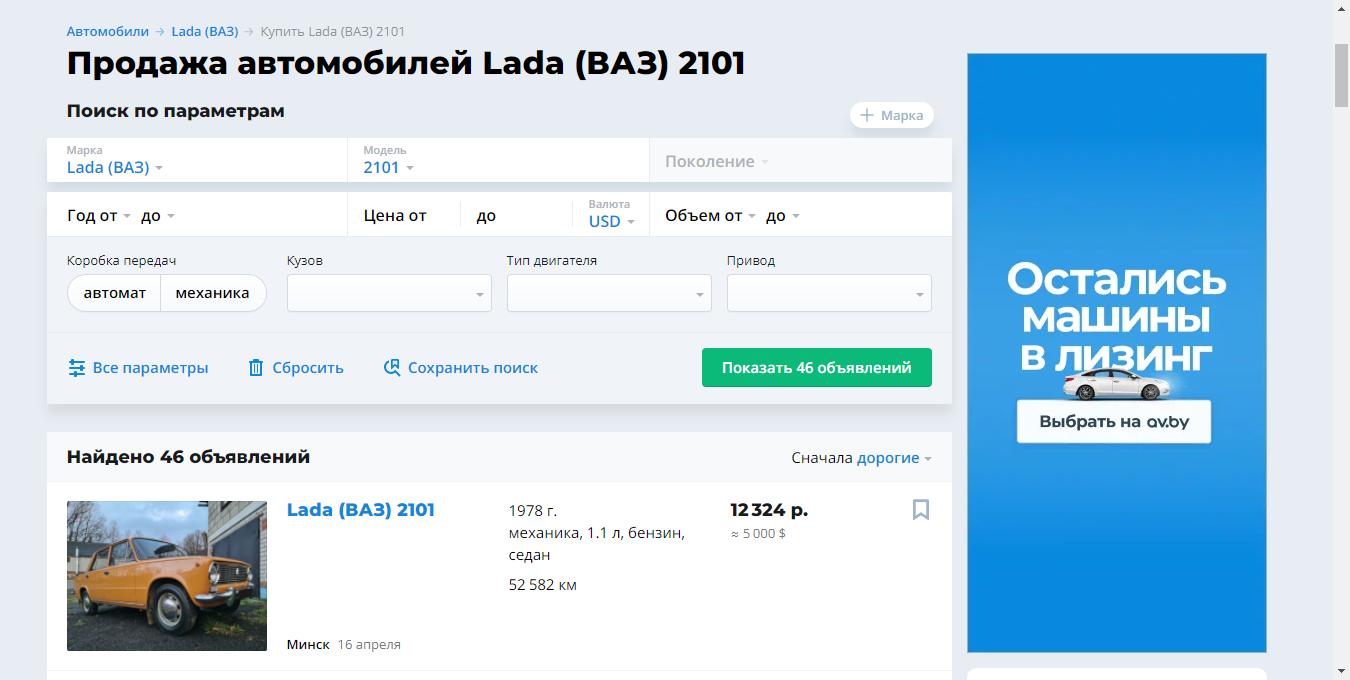 Автомобили → Lada (ВАЗ) → Купить Lada (ВАЗ) 2101
Продажа автомобилей Lada (ВАЗ) 2101
Поиск по параметрам
+ Марка
Марка
Lada (ВАЗ)
Модель
2101
Поколение
Год от до
Цена от до
Валюта
USD
Объем от до
Коробка передач
автомат механика
Кузов
Тип двигателя
Привод
Все параметры
Сбросить
Сохранить поиск
Показать 46 объявлений
Найдено 46 объявлений
Сначала дорогие
Lada (ВАЗ) 2101
1978 г.
механика, 1.1 л, бензин,
седан
52 582 км
12 324 р.
≈ 5 000 $
Минск 16 апреля
Остались
машины
в лизинг
Выбрать на av.by